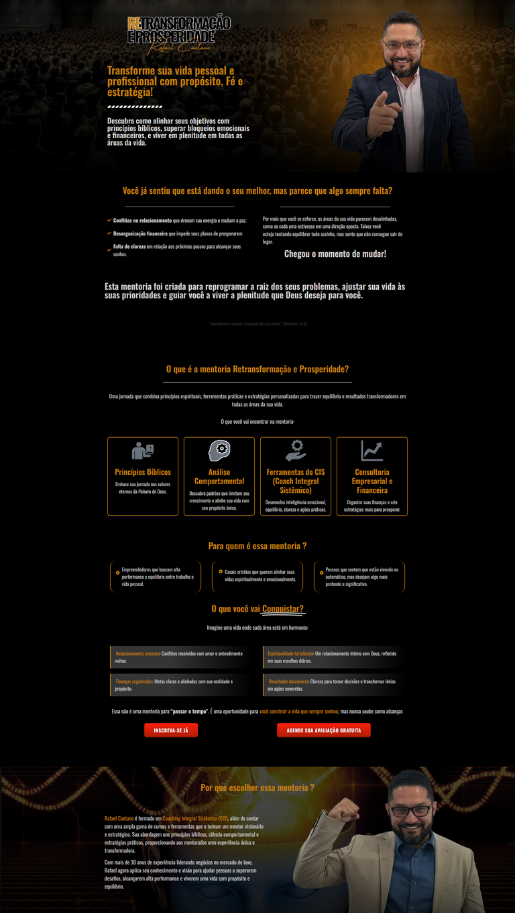 RETRANSFORMAÇÃO
E PROSPERIDADE
Rafael Caetano
Transforme sua vida pessoal e
profissional com propósito, Fé e
estratégia!
Descubra como alinhar seus objetivos com
princípios bíblicos, superar bloqueios emocionais
e financeiros, e viver em plenitude em todas as
áreas da vida.
Você já sentiu que está dando o seu melhor, mas parece que algo sempre falta?
Conflitos no relacionamento que drenam sua energia e roubam a paz.
Desorganização financeira que impede seus planos de prosperarem
Falta de clareza em relação aos próximos passos para alcançar seus
sonhos.
Por mais que você se esforce, as áreas da sua vida parecem desalinhadas,
como se cada uma estivesse em uma direção oposta. Talvez você
esteja tentando equilibrar tudo sozinho, mas sente que não consegue sair do
lugar.
Chegou o momento de mudar!
Esta mentoria foi criada para reprogramar a raiz dos seus problemas, ajustar sua vida às
suas prioridades e guiar você a viver a plenitude que Deus deseja para você.
O que é a mentoria Retransformação e Prosperidade?
Uma jornada que combina princípios espirituais, ferramentas práticas e estratégias personalizadas para trazer equilíbrio e resultados transformadores em
todas as áreas da sua vida.
O que você vai encontrar na mentoria:
Princípios Bíblicos
Embase sua jornada nos valores
eternos da Palavra de Deus.
Análise
Comportamental
Descubra padrões que limitam seu
crescimento e alinhe sua vida com
seu propósito único.
Ferramentas do CIS
(Coach Integral
Sistêmico)
Desenvolva inteligência emocional,
equilíbrio, clareza e ações práticas.
Consultoria
Empresarial e
Financeira
Organize suas finanças e crie
estratégias reais para prosperar.
Para quem é essa mentoria ?
Empreendedores que buscam alta
performance e equilíbrio entre trabalho e
vida pessoal.
Casais cristãos que querem alinhar suas
vidas espiritualmente e emocionalmente.
Pessoas que sentem que estão vivendo no
automático, mas desejam algo mais
profundo e significativo.
O que você vai Conquistar?
Imagine uma vida onde cada área está em harmonia:
Relacionamento amoroso: Conflitos resolvidos com amor e entendimento
mútuo.
Espiritualidade fortalecida: Um relacionamento íntimo com Deus, refletido
em suas escolhas diárias.
Finanças organizadas: Metas claras e alinhadas com sua realidade e
propósito.
Resultados duradouros: Clareza para tomar decisões e transformar ideias
em ações concretas.
Essa não é uma mentoria para "passar o tempo". É uma oportunidade para você construir a vida que sempre sonhou, mas nunca soube como alcançar.
INSCREVA-SE JÁ
AGENDE SUA AVALIAÇÃO GRATUITA
Por que escolher essa mentoria ?
Rafael Caetano é formado em Coaching Integral Sistêmico (CIS), além de contar
com uma ampla gama de cursos e ferramentas que o tornam um mentor visionário
e estratégico. Sua abordagem une princípios bíblicos, ciência comportamental e
estratégias práticas, proporcionando aos mentorados uma experiência única e
transformadora.
Com mais de 30 anos de experiência liderando negócios no mercado de luxo,
Rafael agora aplica seu conhecimento e visão para ajudar pessoas a superarem
desafios, alcançarem alta performance e viverem uma vida com propósito e
equilíbrio.